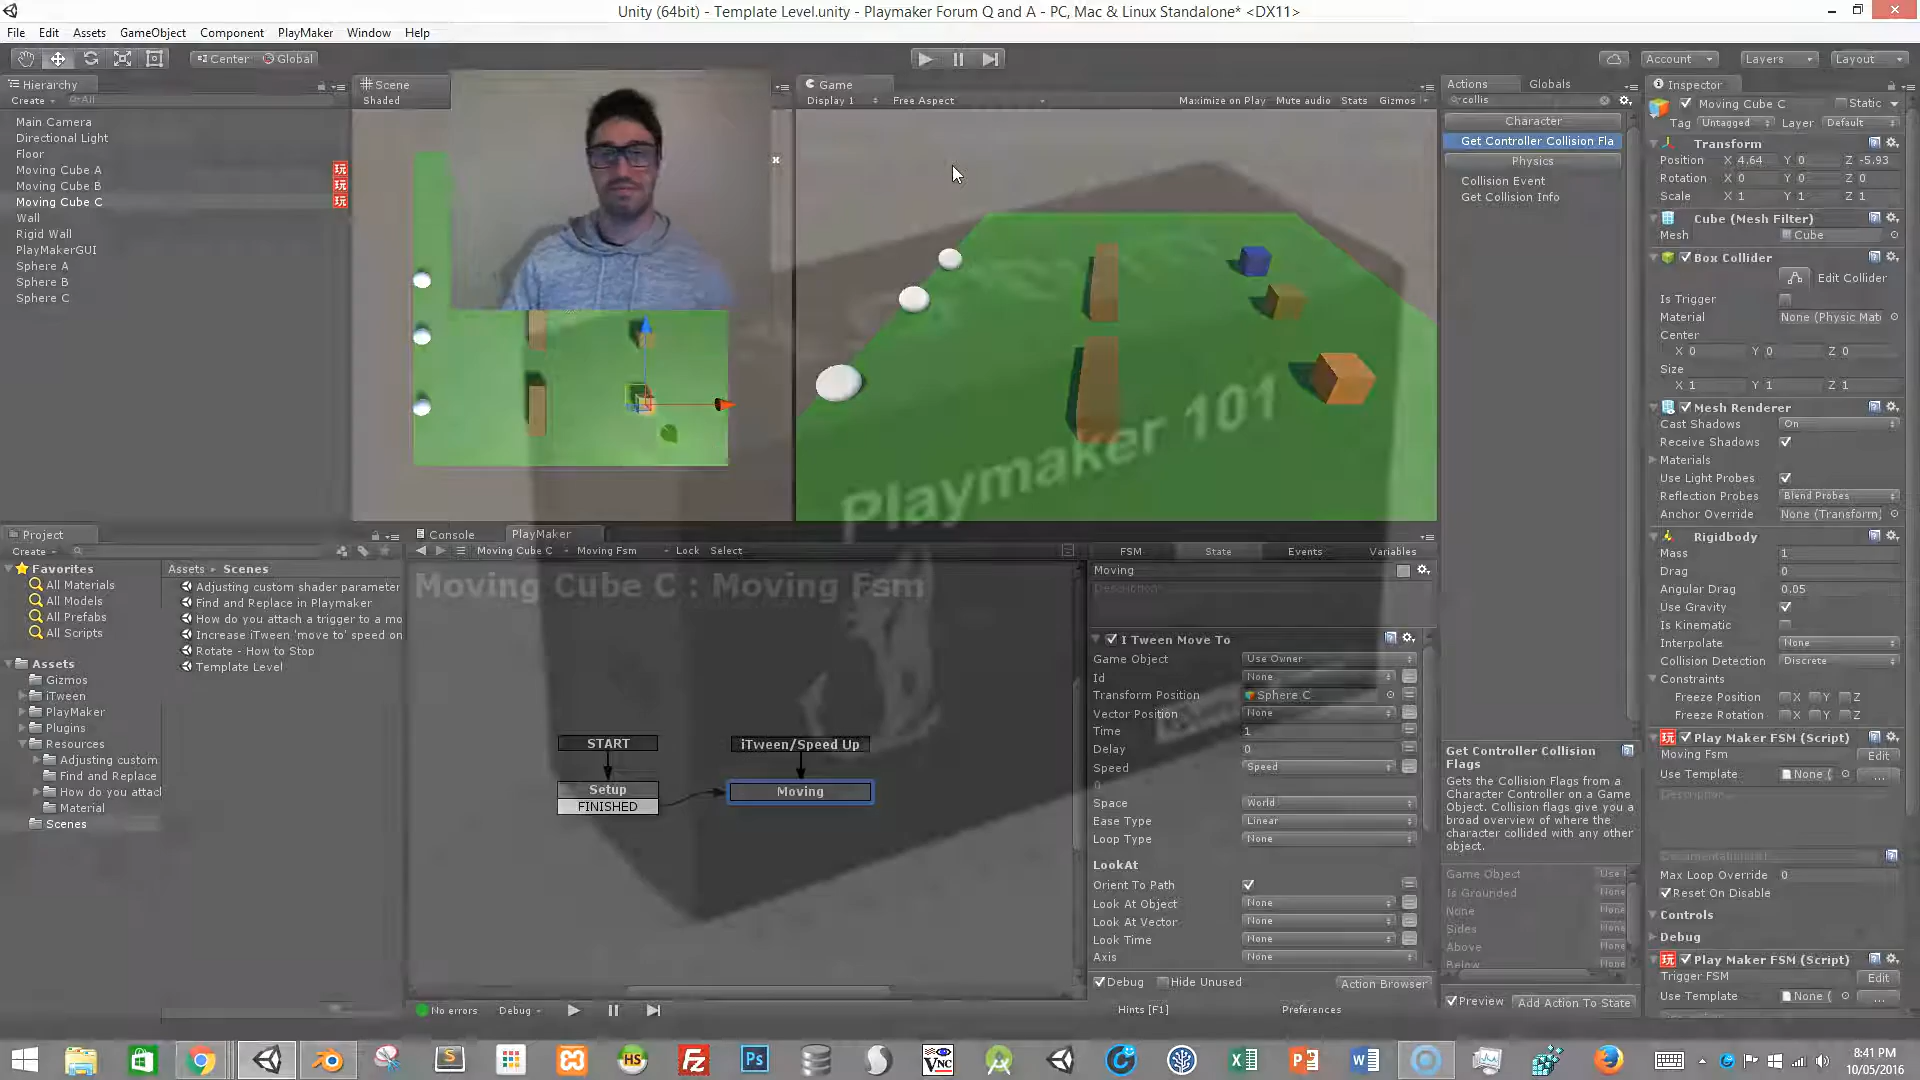 Unity (64bit) - Template Level.unity - Playmaker Forum Q and A - PC, Mac & Linux Standalone* <DX11>
File Edit Assets GameObject Component PlayMaker Window Help
Center Global
Account Layers Layout
Hierarchy
Create All
Main Camera
Directional Light
Floor
Moving Cube A
Moving Cube B
Moving Cube C
Wall
Rigid Wall
PlayMakerGUI
Sphere A
Sphere B
Sphere C
Scene
Shaded
Game
Display 1 Free Aspect Maximize on Play Mute audio Stats Gizmos
Playmaker 101
Actions Globals
collis
Character
Get Controller Collision Fla
Physics
Collision Event
Get Collision Info
Get Controller Collision
Flags
Gets the Collision Flags from a
Character Controller on a Game
Object. Collision flags give you a
broad overview of where the
character collided with any other
object.
Game Object Use
Is Grounded None
None None
Sides None
Above None
Below None
Preview Add Action To State
Inspector
Moving Cube C Static
Tag Untagged Layer Default
Transform
Position X 4.64 Y 0 Z -5.93
Rotation X 0 Y 0 Z 0
Scale X 1 Y 1 Z 1
Cube (Mesh Filter)
Mesh Cube
Box Collider
Edit Collider
Is Trigger
Material None (Physic Mat
Center
X 0 Y 0 Z 0
Size
X 1 Y 1 Z 1
Mesh Renderer
Cast Shadows On
Receive Shadows
Materials
Use Light Probes
Reflection Probes Blend Probes
Anchor Override None (Transform)
Rigidbody
Mass 1
Drag 0
Angular Drag 0.05
Use Gravity
Is Kinematic
Interpolate None
Collision Detection Discrete
Constraints
Freeze Position X Y Z
Freeze Rotation X Y Z
Play Maker FSM (Script)
Moving Fsm Edit
Use Template None ( ...
Description...
Max Loop Override 0
Reset On Disable
Controls
Debug
Play Maker FSM (Script)
Trigger FSM Edit
Use Template None ( ...
Project
Create
Favorites
All Materials
All Models
All Prefabs
All Scripts
Assets
Gizmos
iTween
PlayMaker
Plugins
Resources
Adjusting custom
Find and Replace
How do you attacl
Material
Scenes
Assets Scenes
Adjusting custom shader parameter
Find and Replace in Playmaker
How do you attach a trigger to a mo
Increase iTween 'move to' speed on
Rotate - How to Stop
Template Level
Console PlayMaker
Moving Cube C Moving Fsm Lock Select
Moving Cube C : Moving Fsm
START
Setup
FINISHED
iTween/Speed Up
Moving
No errors Debug
FSM State Events Variables
Moving
Description...
I Tween Move To
Game Object Use Owner
Id None
Transform Position Sphere C
Vector Position None
Time 1
Delay 0
Speed Speed
0
Space World
Ease Type Linear
Loop Type None
LookAt
Orient To Path
Look At Object None
Look At Vector None
Look Time None
Axis None
Debug Hide Unused Action Browser
Hints [F1] Preferences
8:41 PM
10/05/2016